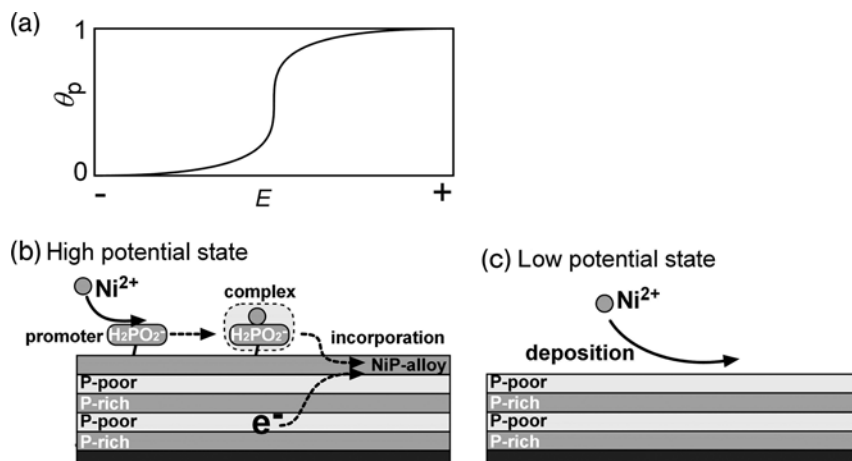 (a)
1
θp
0
- E +
(b) High potential state
Ni2+
complex
promoter H2PO2- H2PO2- incorporation
NiP-alloy
P-poor
P-rich
P-poor e-
P-rich
(c) Low potential state
Ni2+
deposition
P-poor
P-rich
P-poor
P-rich